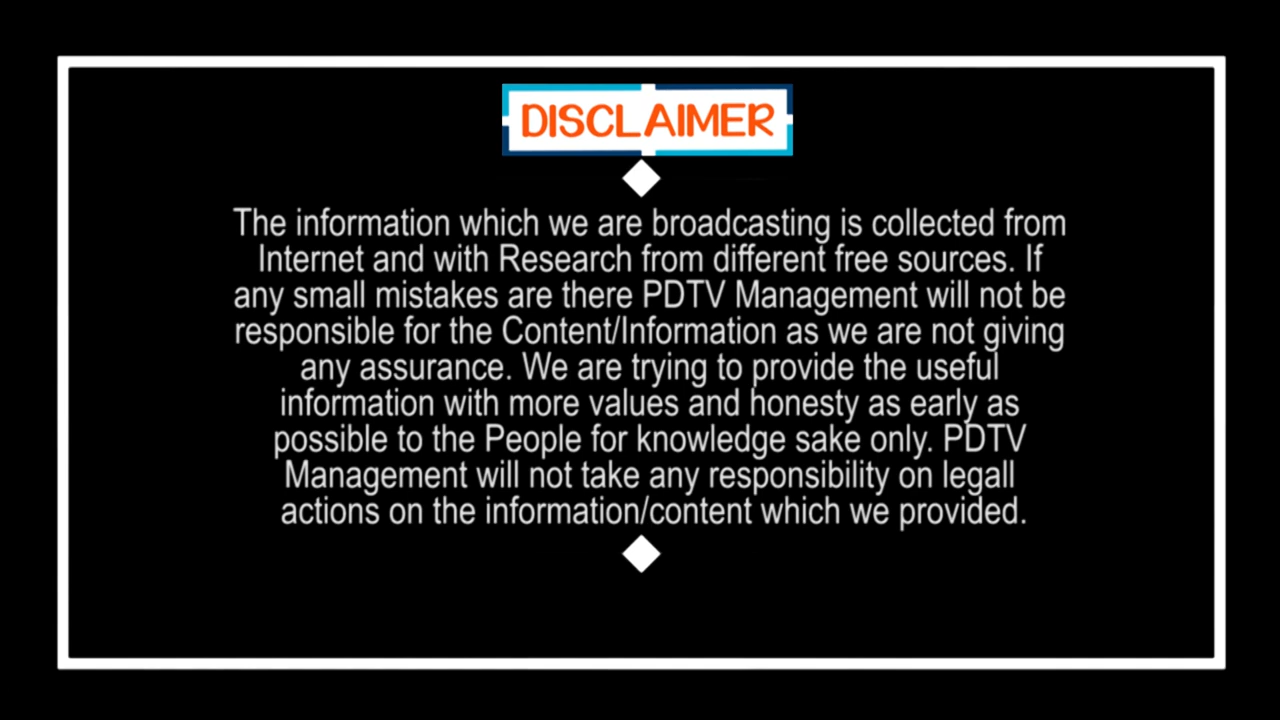 DISCLAIMER
The information which we are broadcasting is collected from
Internet and with Research from different free sources. If
any small mistakes are there PDTV Management will not be
responsible for the Content/Information as we are not giving
any assurance. We are trying to provide the useful
information with more values and honesty as early as
possible to the People for knowledge sake only. PDTV
Management will not take any responsibility on legall
actions on the information/content which we provided.